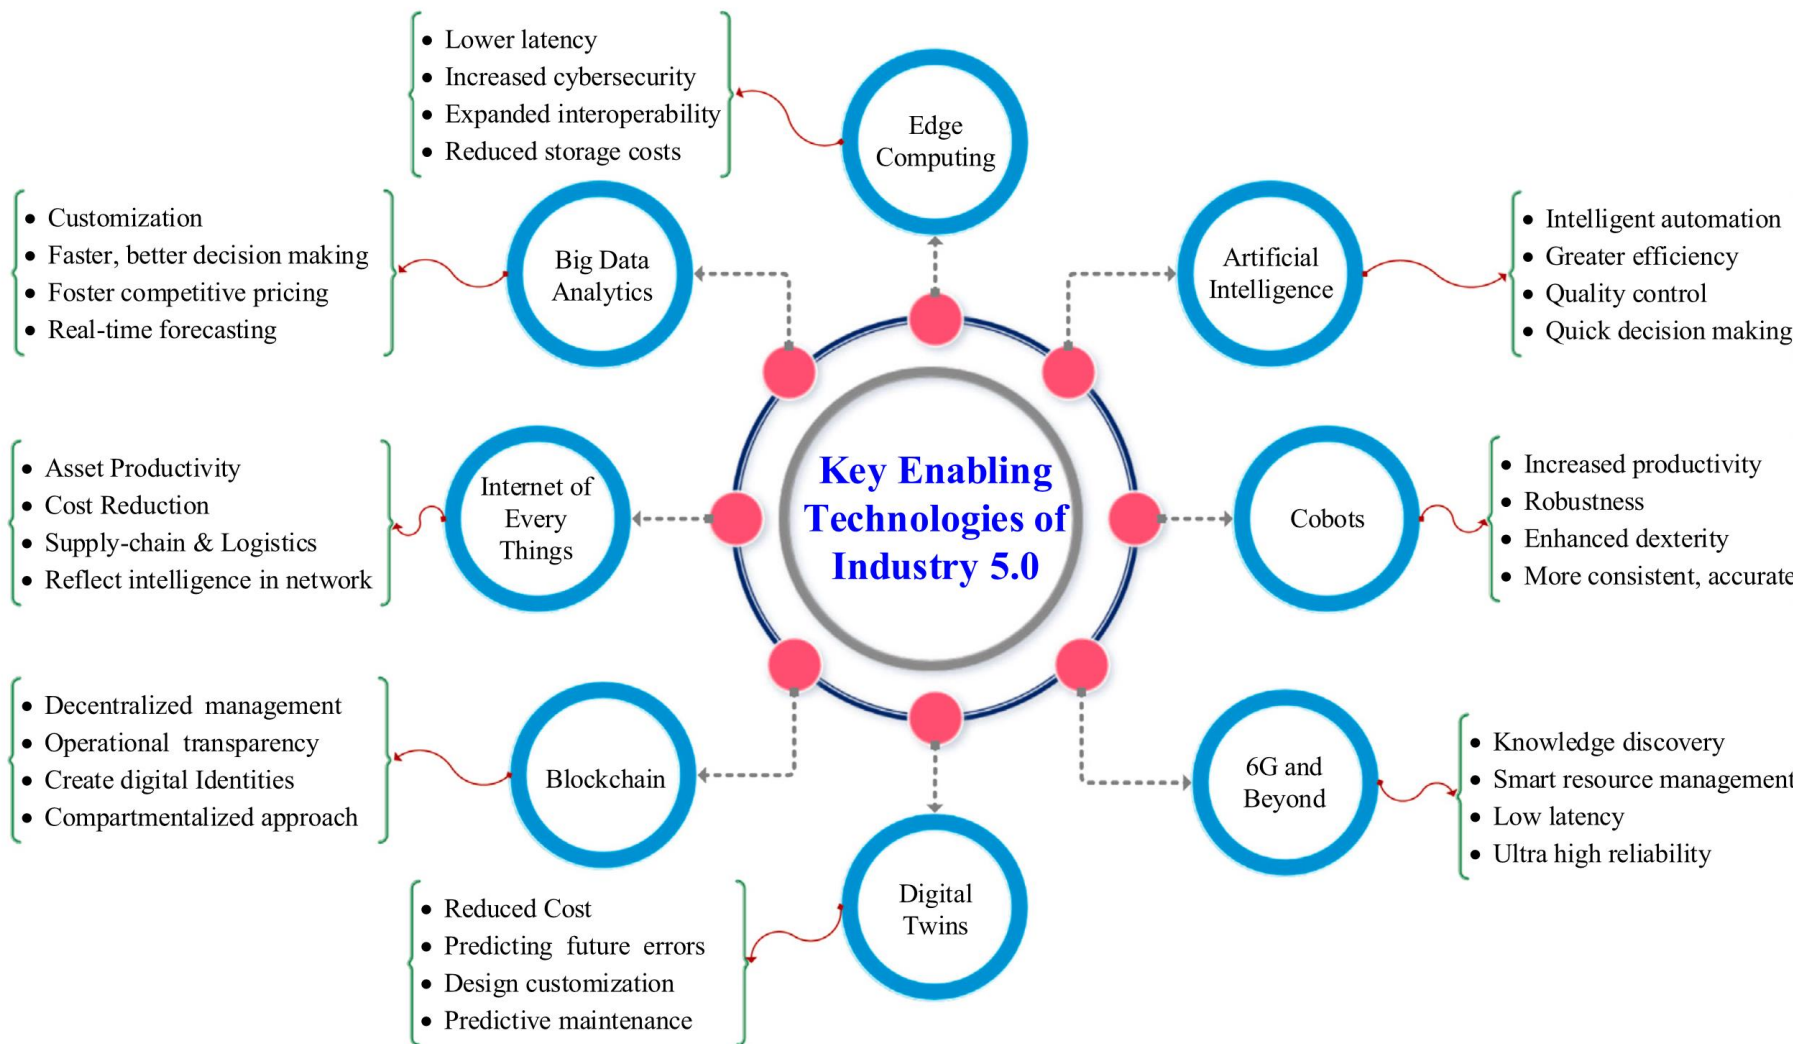 Key Enabling
Technologies of
Industry 5.0
Edge
Computing
• Lower latency
• Increased cybersecurity
• Expanded interoperability
• Reduced storage costs
Artificial
Intelligence
• Intelligent automation
• Greater efficiency
• Quality control
• Quick decision making
Cobots
• Increased productivity
• Robustness
• Enhanced dexterity
• More consistent, accurate
6G and
Beyond
• Knowledge discovery
• Smart resource management
• Low latency
• Ultra high reliability
Digital
Twins
• Reduced Cost
• Predicting future errors
• Design customization
• Predictive maintenance
Blockchain
• Decentralized management
• Operational transparency
• Create digital Identities
• Compartmentalized approach
Internet of
Every
Things
• Asset Productivity
• Cost Reduction
• Supply-chain & Logistics
• Reflect intelligence in network
Big Data
Analytics
• Customization
• Faster, better decision making
• Foster competitive pricing
• Real-time forecasting